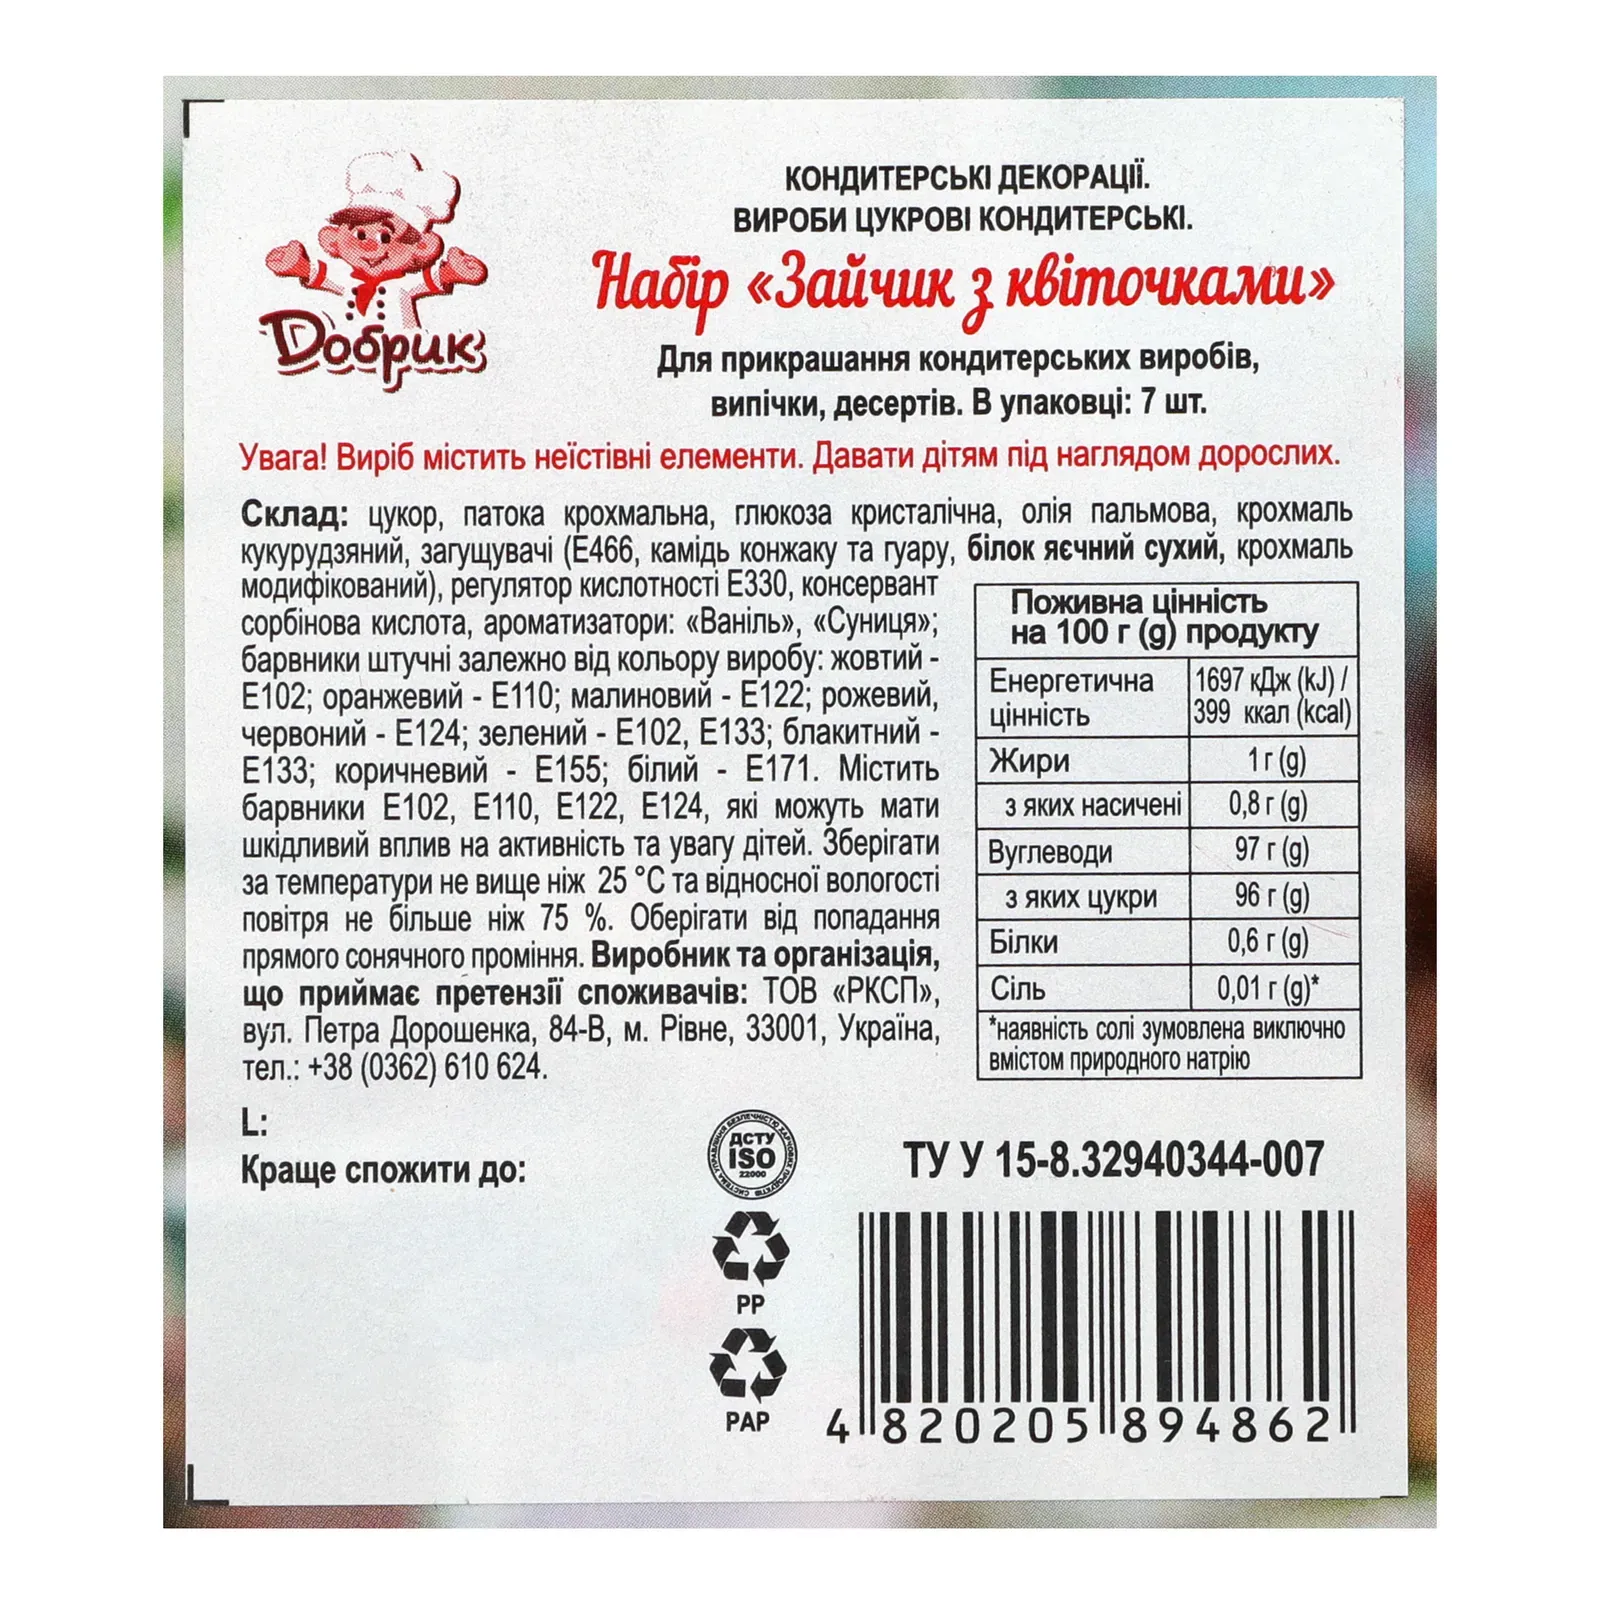 Добрик
КОНДИТЕРСЬКІ ДЕКОРАЦІЇ.
ВИРОБИ ЦУКРОВІ КОНДИТЕРСЬКІ.
Набір «Зайчик з квіточками»
Для прикрашання кондитерських виробів,
випічки, десертів. В упаковці: 7 шт.
Увага! Виріб містить неїстівні елементи. Давати дітям під наглядом дорослих.
Склад: цукор, патока крохмальна, глюкоза кристалічна, олія пальмова, крохмаль
кукурудзяний, загущувачі (Е466, камідь конжаку та гуару, білок яєчний сухий, крохмаль
модифікований), регулятор кислотності Е330, консервант
сорбінова кислота, ароматизатори: «Ваніль», «Суниця»;
барвники штучні залежно від кольору виробу: жовтий -
Е102; оранжевий - Е110; малиновий - Е122; рожевий,
червоний - Е124; зелений - Е102, Е133; блакитний -
Е133; коричневий - Е155; білий - Е171. Містить
барвники Е102, Е110, Е122, Е124, які можуть мати
шкідливий вплив на активність та увагу дітей. Зберігати
за температури не вище ніж 25 °С та відносної вологості
повітря не більше ніж 75 %. Оберігати від попадання
прямого сонячного проміння. Виробник та організація,
що приймає претензії споживачів: ТОВ «РКСП»,
вул. Петра Дорошенка, 84-В, м. Рівне, 33001, Україна,
тел.: +38 (0362) 610 624.
Поживна цінність
на 100 г (g) продукту
Енергетична цінність 1697 кДж (kJ) / 399 ккал (kcal)
Жири 1 г (g)
з яких насичені 0,8 г (g)
Вуглеводи 97 г (g)
з яких цукри 96 г (g)
Білки 0,6 г (g)
Сіль 0,01 г (g)*
*наявність солі зумовлена виключно
вмістом природного натрію
L:
Краще спожити до:
СИСТЕМА УПРАВЛІННЯ БЕЗПЕЧНІСТЮ ХАРЧОВИХ ПРОДУКТІВ
ДСТУ
ISO
22000
PP
PAP
ТУ У 15-8.32940344-007
4 820205 894862